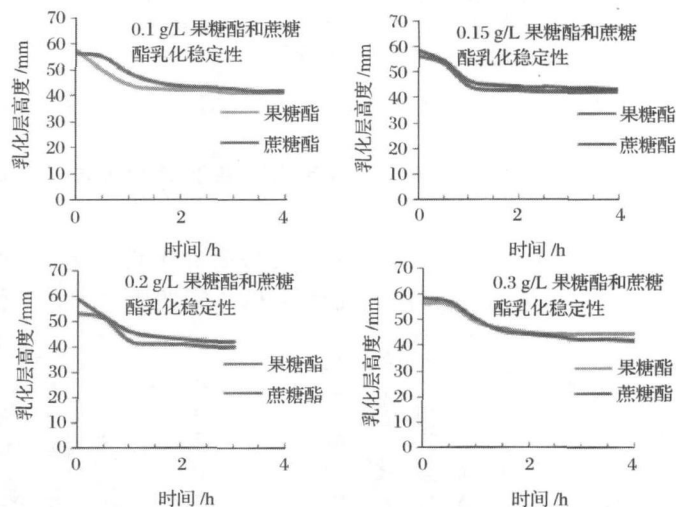 0.1 g/L 果糖酯和蔗糖
酯乳化稳定性
乳化层高度 /mm
70
60
50
40
30
20
10
0
果糖酯
蔗糖酯
0
2
4
时间 /h
0.15 g/L 果糖酯和蔗糖
酯乳化稳定性
乳化层高度 /mm
70
60
50
40
30
20
10
0
果糖酯
蔗糖酯
0
2
4
时间 /h
0.2 g/L 果糖酯和蔗糖
酯乳化稳定性
乳化层高度 /mm
70
60
50
40
30
20
10
0
果糖酯
蔗糖酯
0
2
4
时间 /h
0.3 g/L 果糖酯和蔗糖
酯乳化稳定性
乳化层高度 /mm
70
60
50
40
30
20
10
0
果糖酯
蔗糖酯
0
2
4
时间 /h